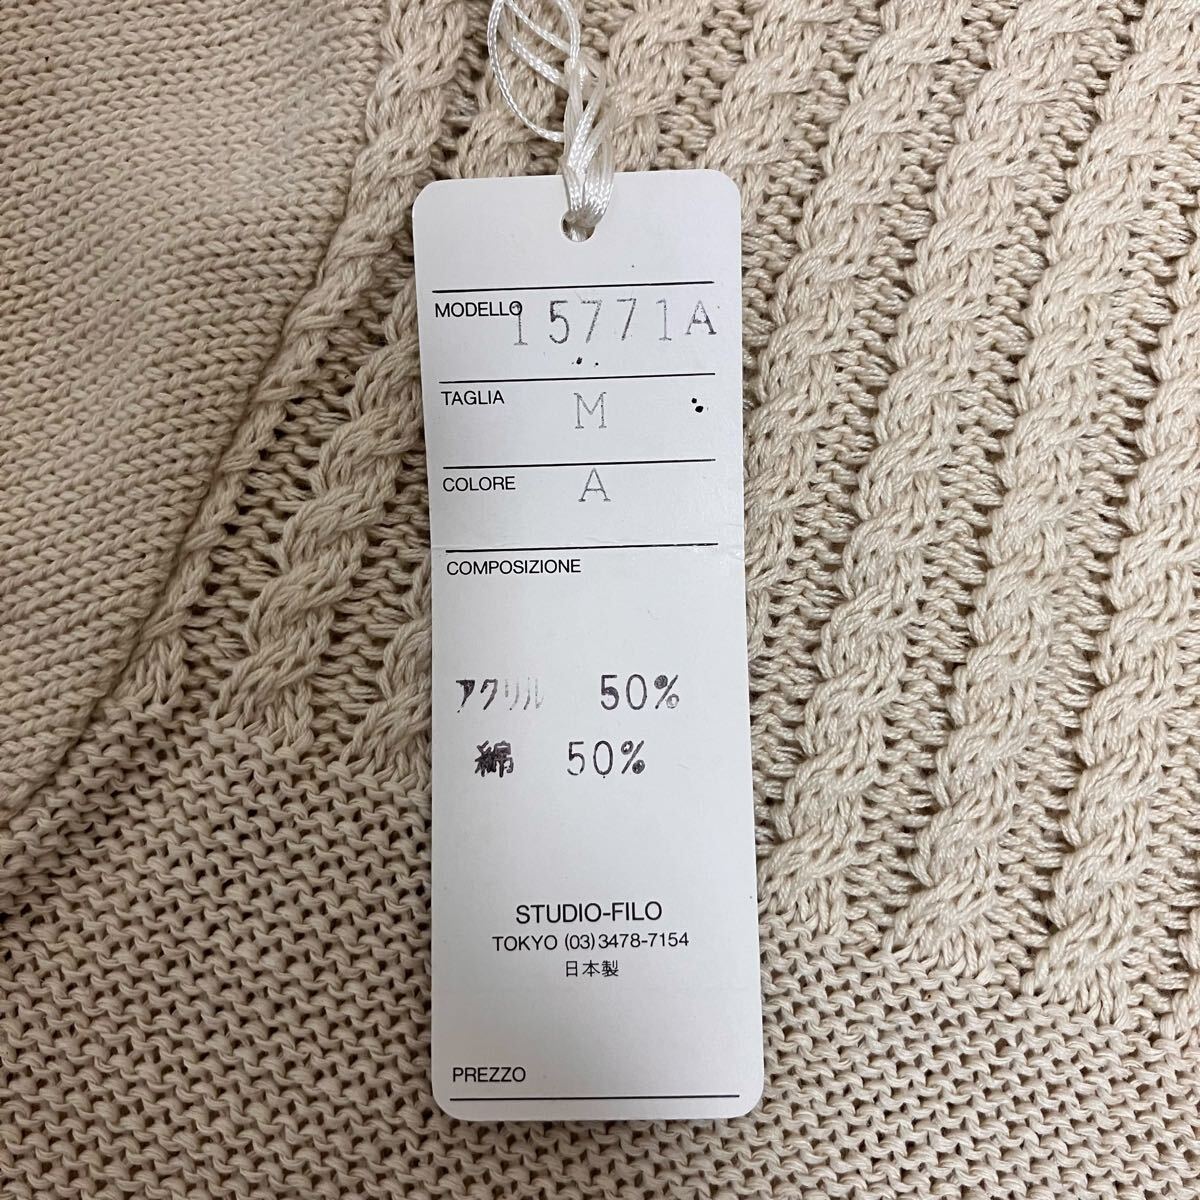 MODELLO 15771A
TAGLIA M
COLORE A
COMPOSIZIONE
アクリル 50%
綿 50%
STUDIO-FILO
TOKYO (03)3478-7154
日本製
PREZZO